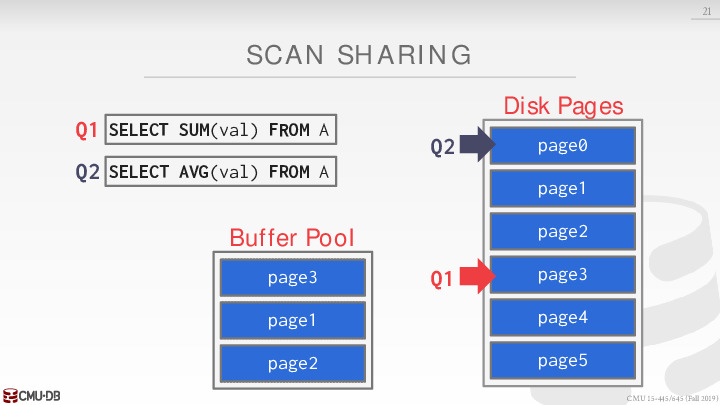 21
SCAN SHARING
Q1 SELECT SUM(val) FROM A
Q2 SELECT AVG(val) FROM A
Buffer Pool
page3
page1
page2
Disk Pages
Q2
page0
page1
page2
Q1
page3
page4
page5
CMU·DB
CMU 15-445/645 (Fall 2019)